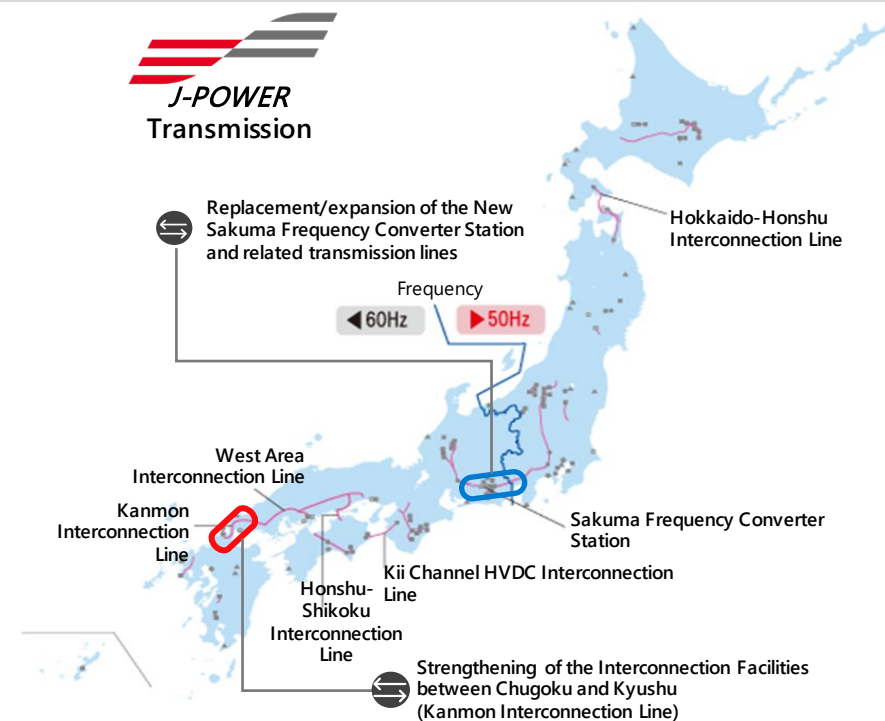 J-POWER
Transmission
Replacement/expansion of the New
Sakuma Frequency Converter Station
and related transmission lines
Hokkaido-Honshu
Interconnection Line
Frequency
◀60Hz
▶50Hz
West Area
Interconnection Line
Kanmon
Interconnection
Line
Sakuma Frequency Converter
Station
Kii Channel HVDC Interconnection
Line
Honshu-
Shikoku
Interconnection
Line
Strengthening of the Interconnection Facilities
between Chugoku and Kyushu
(Kanmon Interconnection Line)